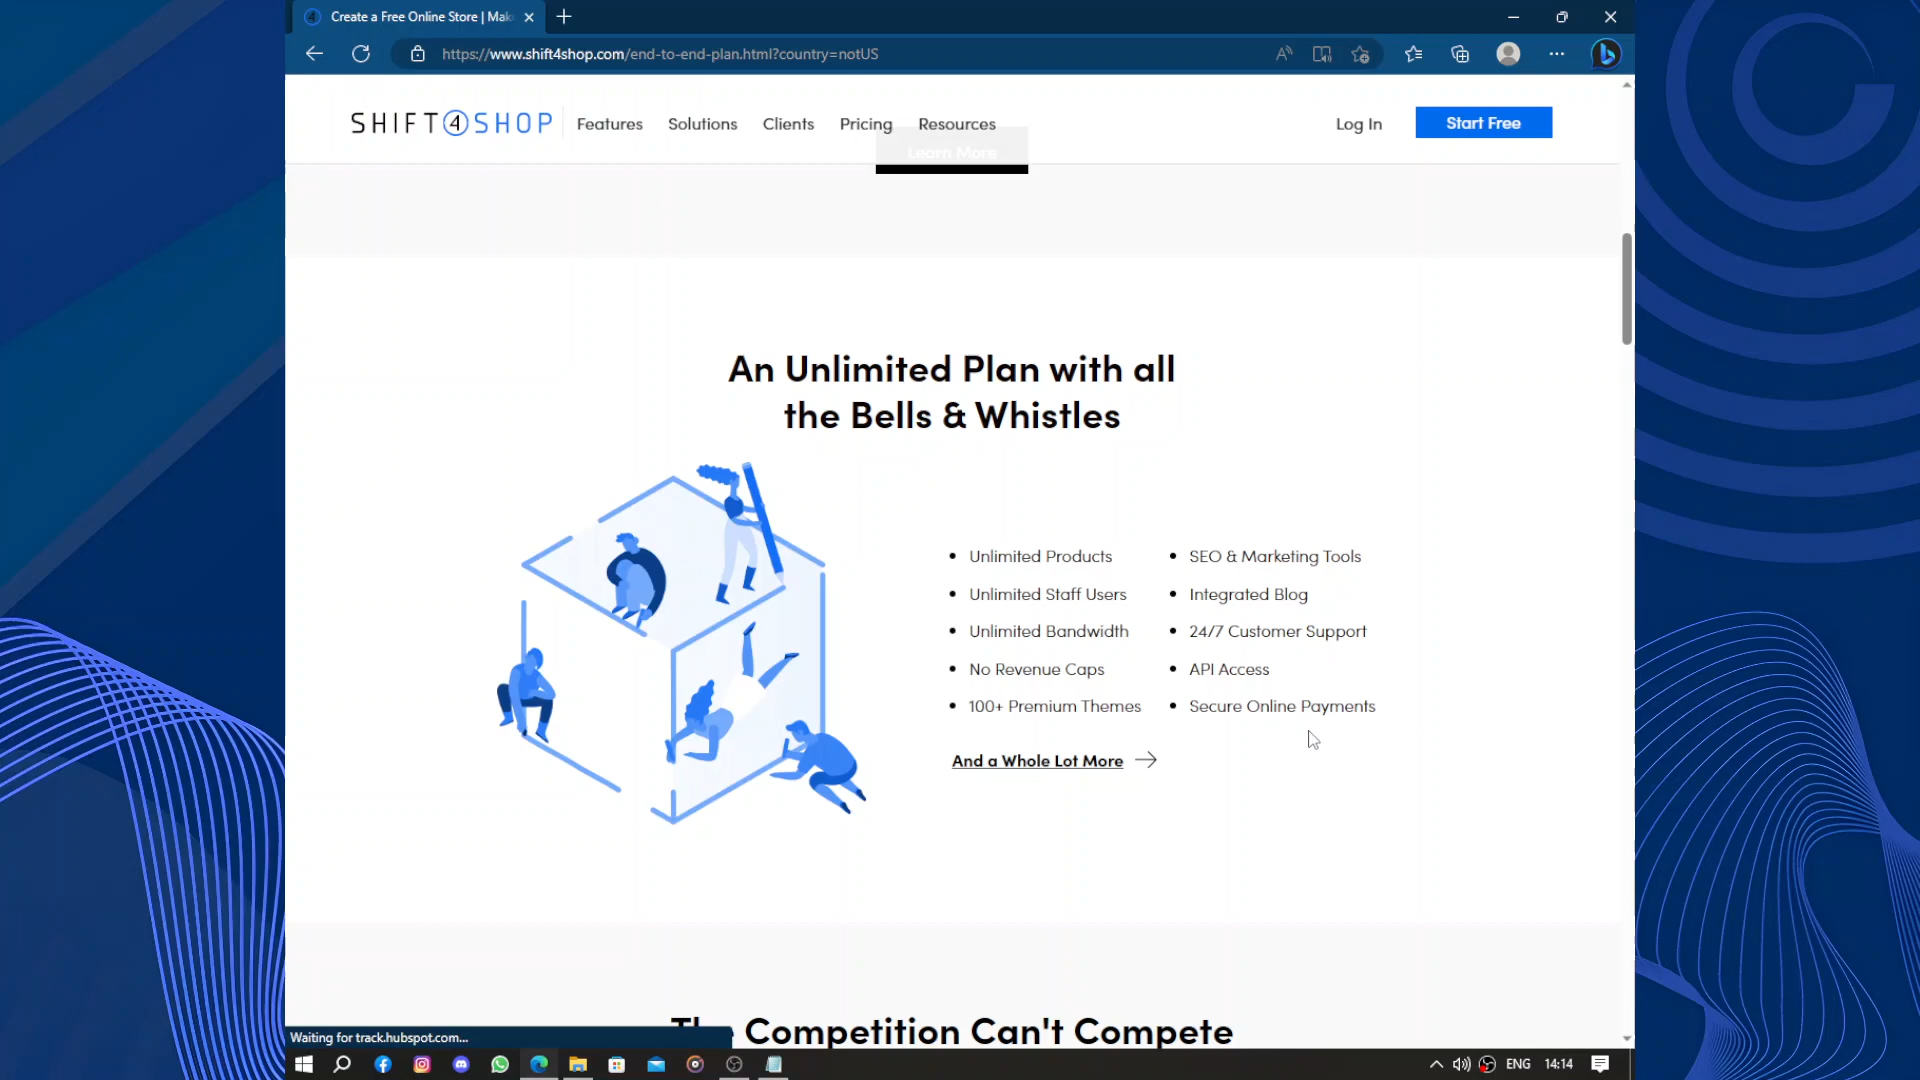 Create a Free Online Store | Mak
https://www.shift4shop.com/end-to-end-plan.html?country=notUS
SHIFT4SHOP
Features
Solutions
Clients
Pricing
Resources
Log In
Start Free
Learn More
An Unlimited Plan with all
the Bells & Whistles
Unlimited Products
Unlimited Staff Users
Unlimited Bandwidth
No Revenue Caps
100+ Premium Themes
SEO & Marketing Tools
Integrated Blog
24/7 Customer Support
API Access
Secure Online Payments
And a Whole Lot More
Competition Can't Compete
Waiting for track.hubspot.com...
ENG
14:14